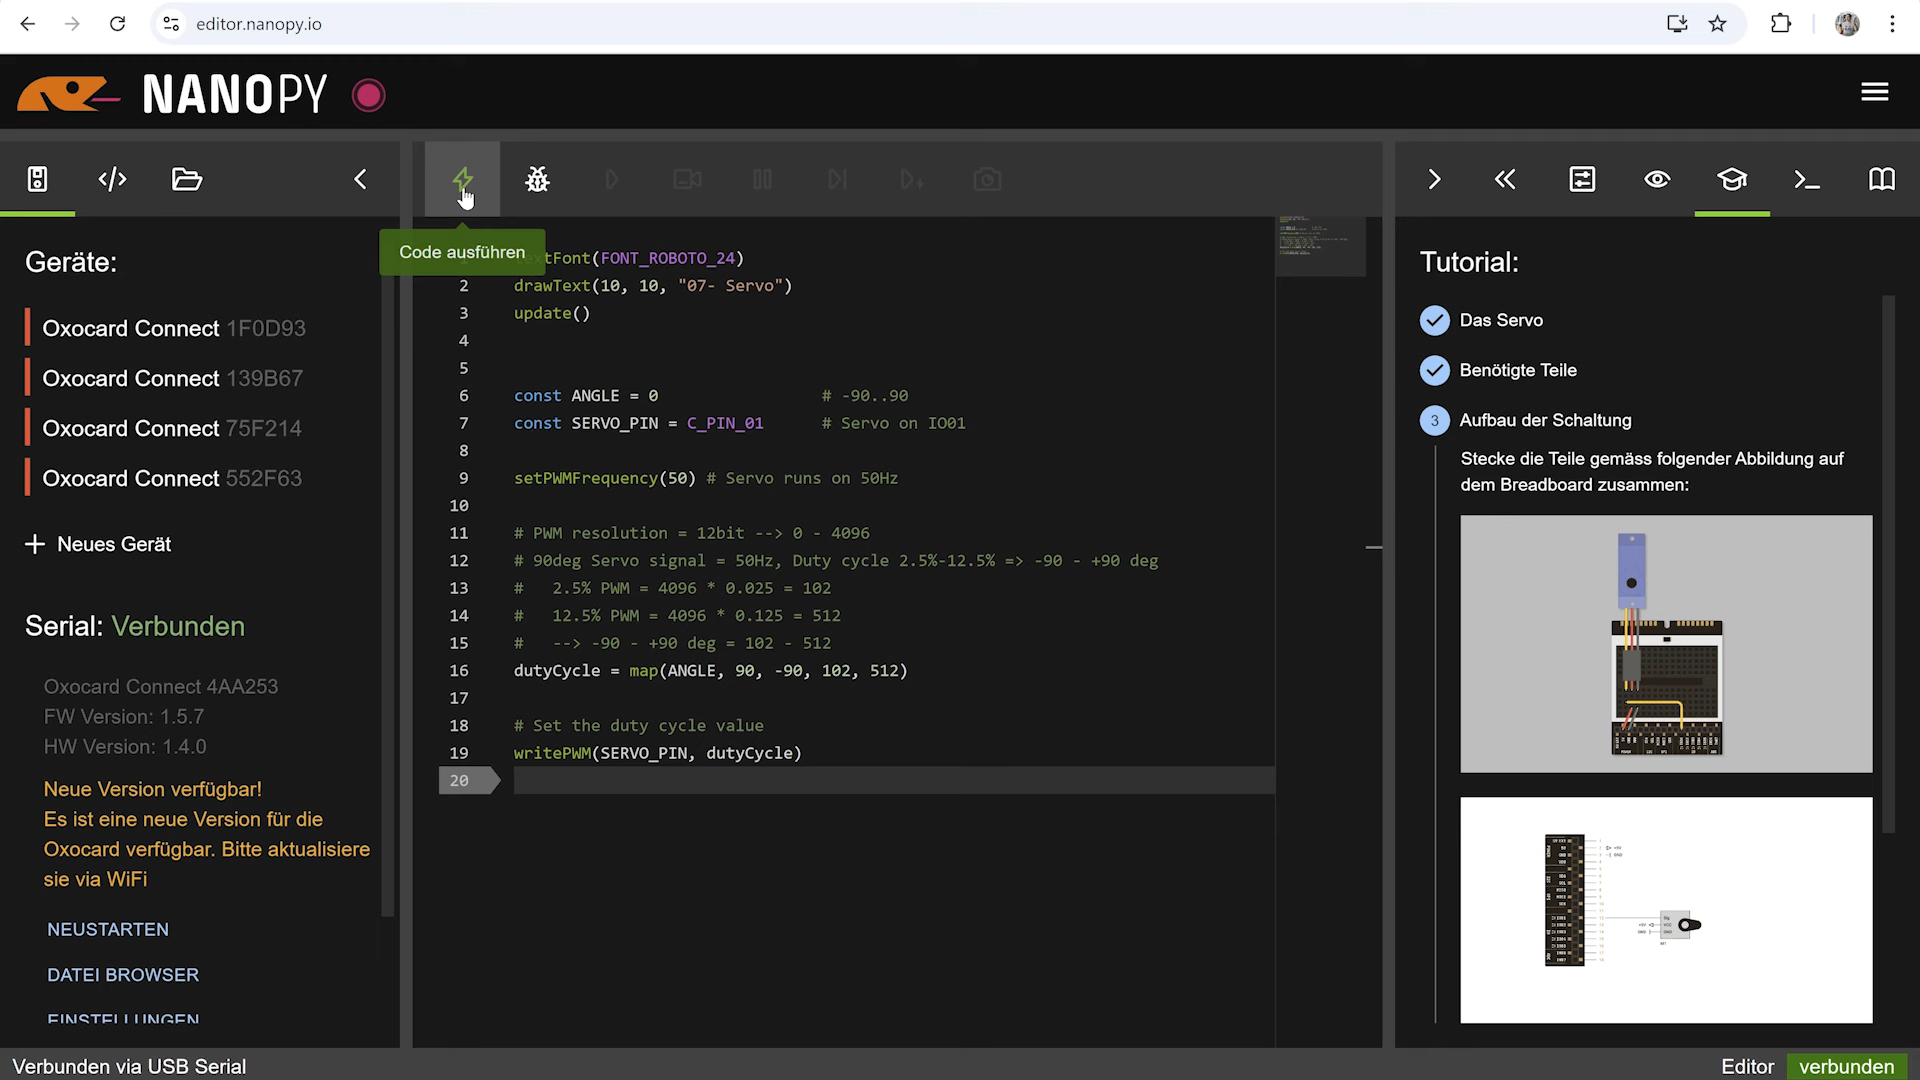 editor.nanopy.io
NANOPY
Geräte:
Oxocard Connect 1F0D93
Oxocard Connect 139B67
Oxocard Connect 75F214
Oxocard Connect 552F63
Neues Gerät
Serial: Verbunden
Oxocard Connect 4AA253
FW Version: 1.5.7
HW Version: 1.4.0
Neue Version verfügbar!
Es ist eine neue Version für die
Oxocard verfügbar. Bitte aktualisiere
sie via WiFi
NEUSTARTEN
DATEI BROWSER
EINSTELLUNGEN
Code ausführen
xtFont(FONT_ROBOTO_24)
2 drawText(10, 10, "07- Servo")
3 update()
4
5
6 const ANGLE = 0 # -90..90
7 const SERVO_PIN = C_PIN_01 # Servo on IO01
8
9 setPWMFrequency(50) # Servo runs on 50Hz
10
11 # PWM resolution = 12bit --> 0 - 4096
12 # 90deg Servo signal = 50Hz, Duty cycle 2.5%-12.5% => -90 - +90 deg
13 # 2.5% PWM = 4096 * 0.025 = 102
14 # 12.5% PWM = 4096 * 0.125 = 512
15 # --> -90 - +90 deg = 102 - 512
16 dutyCycle = map(ANGLE, 90, -90, 102, 512)
17
18 # Set the duty cycle value
19 writePWM(SERVO_PIN, dutyCycle)
20
Tutorial:
Das Servo
Benötigte Teile
3 Aufbau der Schaltung
Stecke die Teile gemäss folgender Abbildung auf
dem Breadboard zusammen:
Verbunden via USB Serial
Editor verbunden